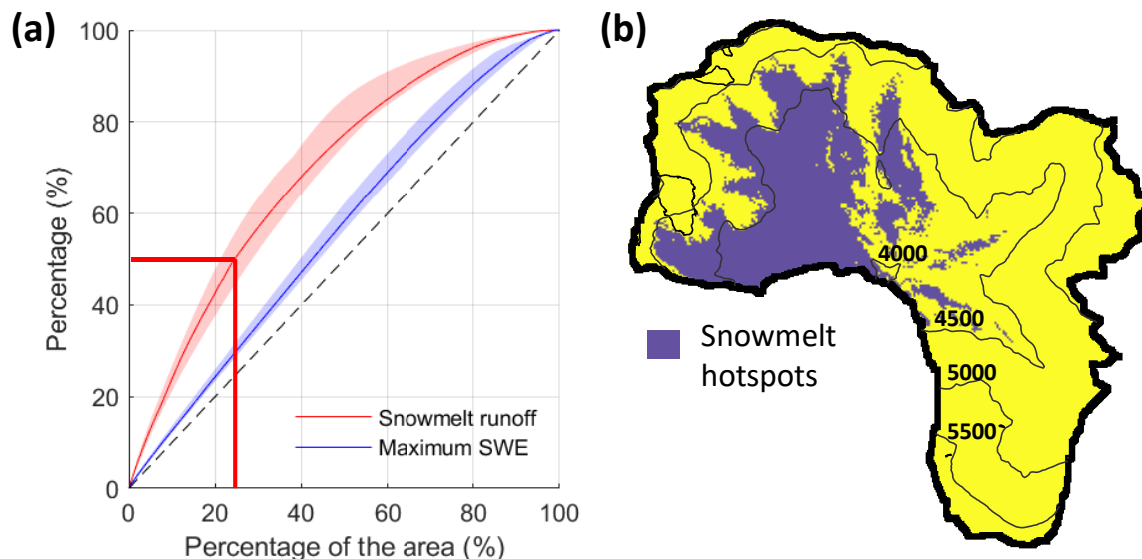 (a)
100
80
60
40
20
0
Percentage (%)
Snowmelt runoff
Maximum SWE
0 20 40 60 80 100
Percentage of the area (%)
(b)
4000
4500
5000
5500
Snowmelt
hotspots